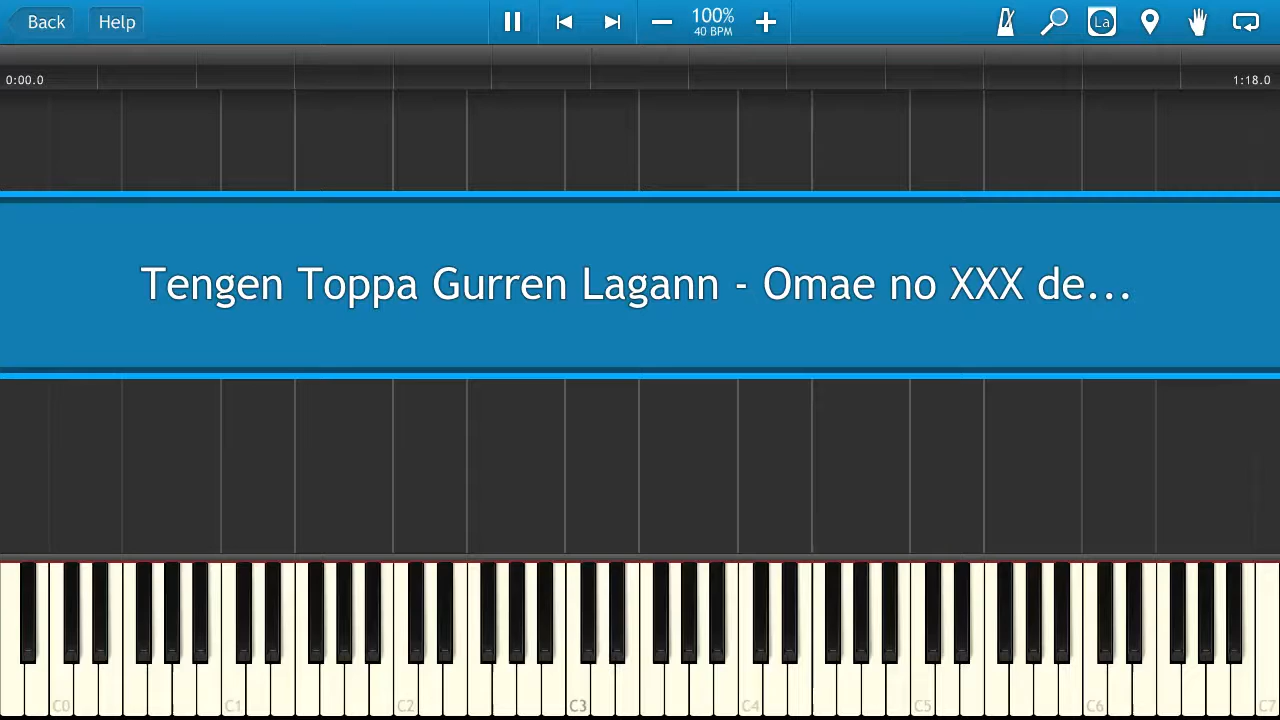 Back
Help
100%
40 BPM
La
0:00.0
1:18.0
Tengen Toppa Gurren Lagann - Omae no XXX de...
C0
C1
C2
C3
C4
C5
C6
C7